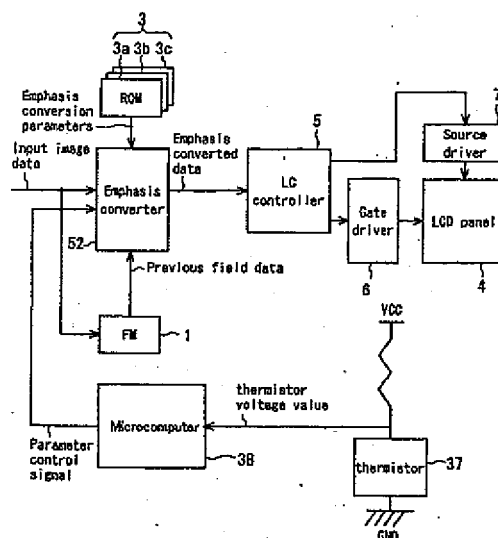 3
3a 3b 3c
ROM
Emphasis
conversion
parameters
Input image
data
Emphasis
converted
data
5
7
Source
driver
Emphasis
converter
LC
controller
Gate
driver
LCD panel
52
6
4
Previous field data
FM
1
VCC
thermistor
voltage value
Microcomputer
Parameter
control
signal
38
thermistor
37
GND